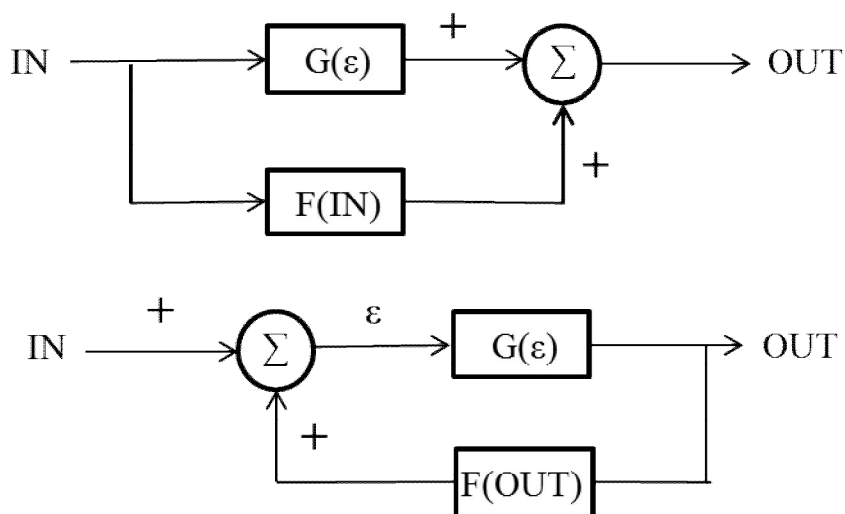 IN G(ε) + Σ OUT
F(IN) +
IN + Σ ε G(ε) OUT
+ F(OUT)